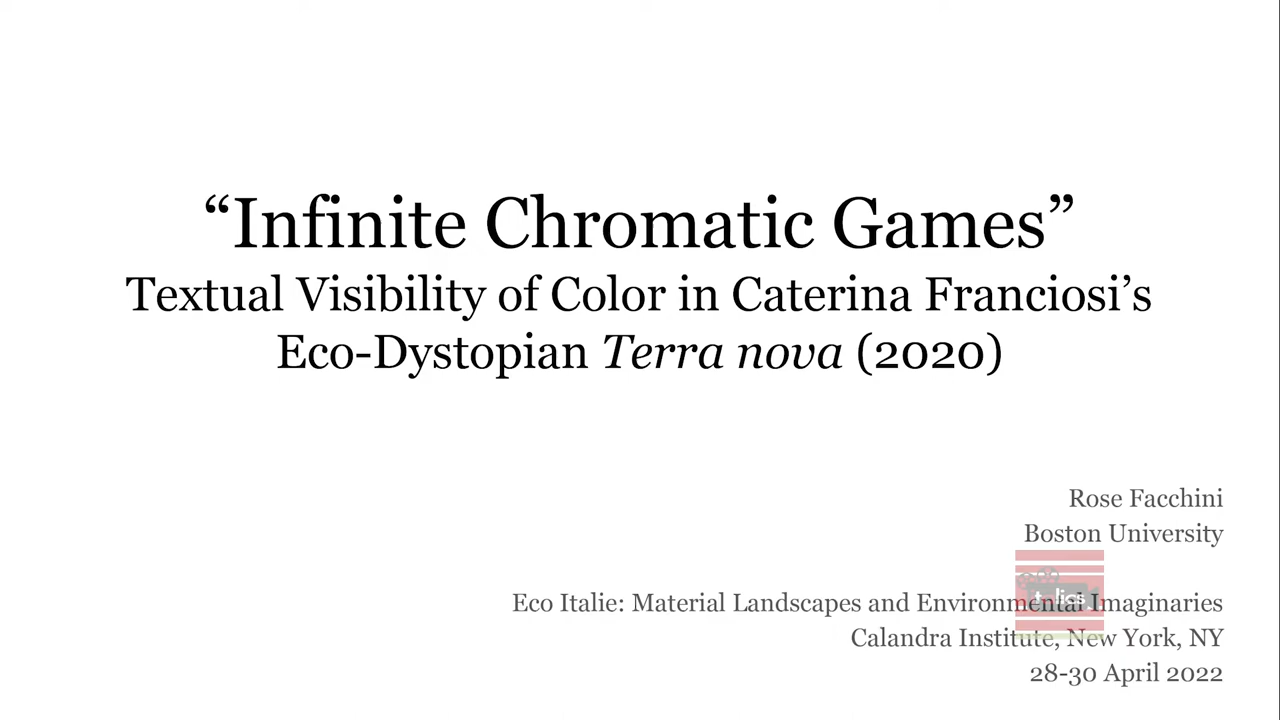 “Infinite Chromatic Games”
Textual Visibility of Color in Caterina Franciosi’s
Eco-Dystopian Terra nova (2020)
Rose Facchini
Boston University
Eco Italie: Material Landscapes and Environmental Imaginaries
Calandra Institute, New York, NY
28-30 April 2022